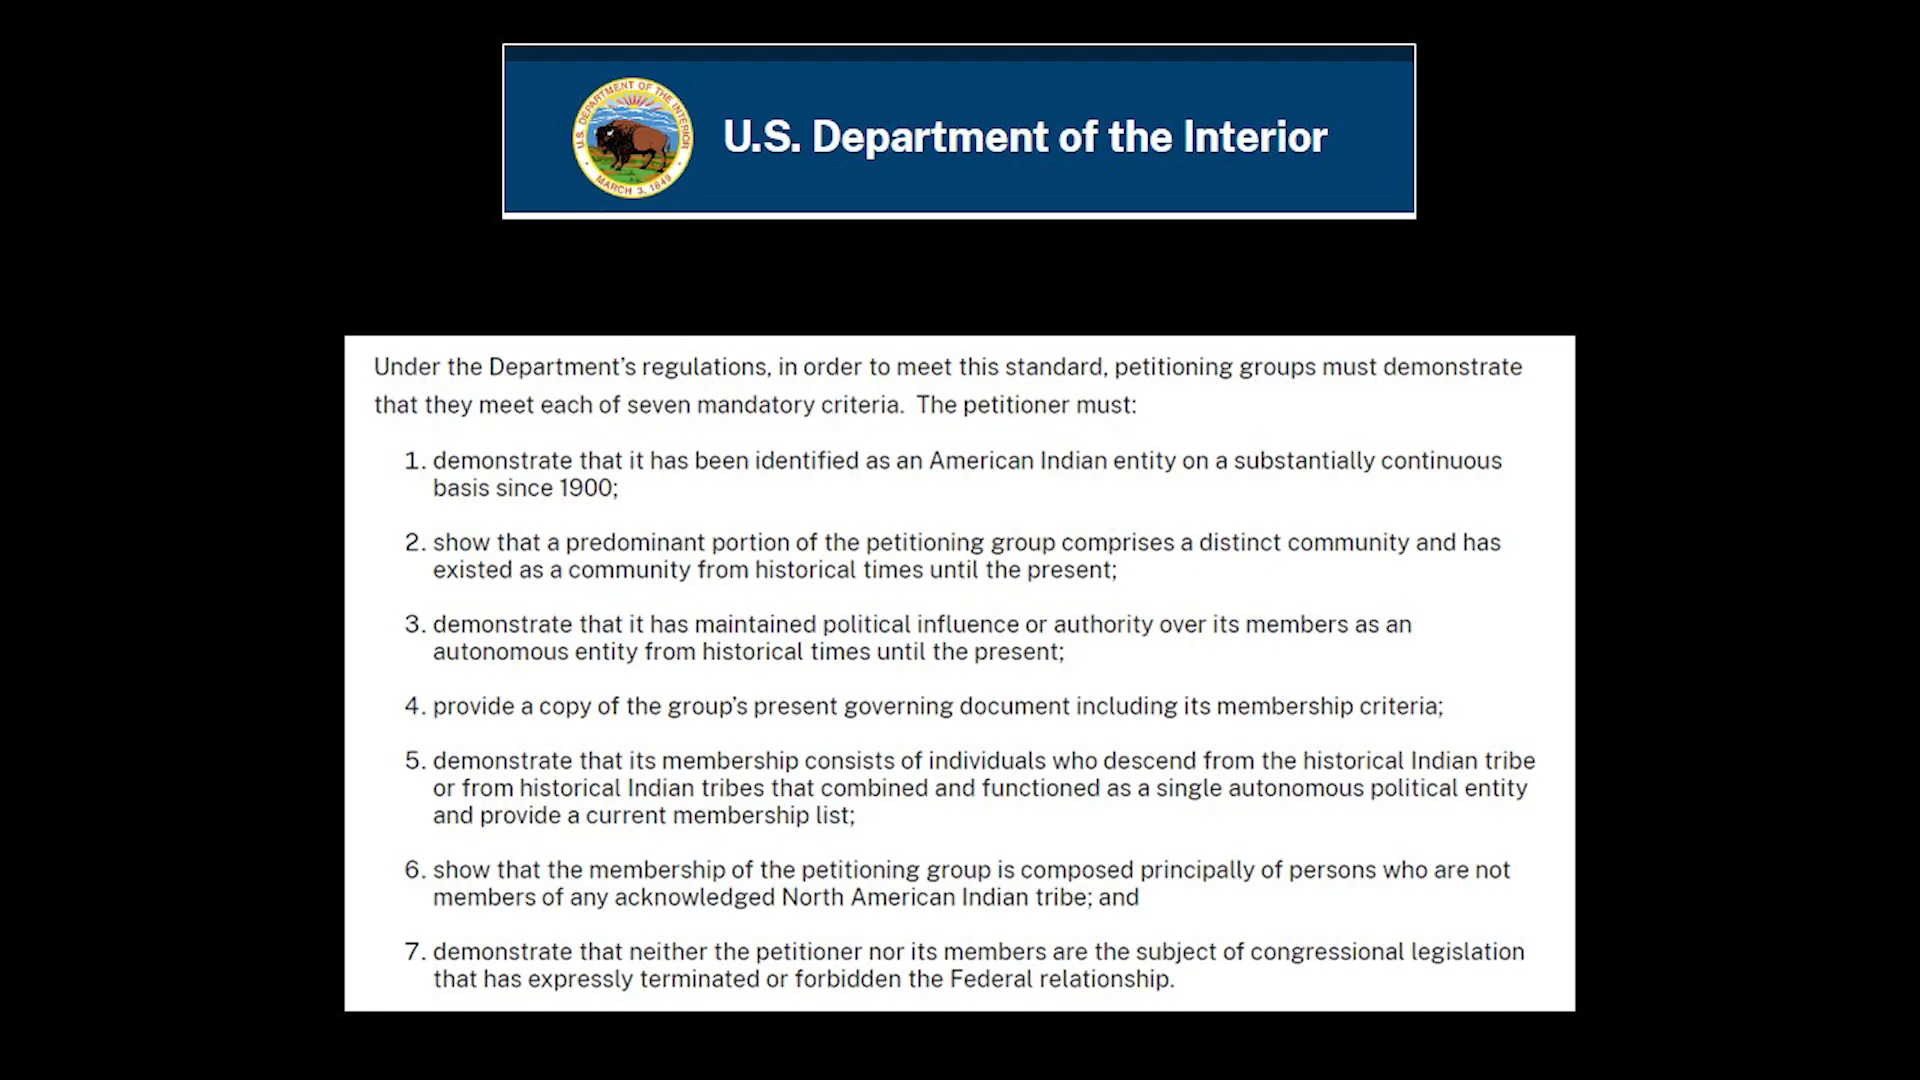 U.S. DEPARTMENT OF THE INTERIOR
MARCH 3, 1849
U.S. Department of the Interior
Under the Department's regulations, in order to meet this standard, petitioning groups must demonstrate
that they meet each of seven mandatory criteria.  The petitioner must:
1. demonstrate that it has been identified as an American Indian entity on a substantially continuous
basis since 1900;
2. show that a predominant portion of the petitioning group comprises a distinct community and has
existed as a community from historical times until the present;
3. demonstrate that it has maintained political influence or authority over its members as an
autonomous entity from historical times until the present;
4. provide a copy of the group's present governing document including its membership criteria;
5. demonstrate that its membership consists of individuals who descend from the historical Indian tribe
or from historical Indian tribes that combined and functioned as a single autonomous political entity
and provide a current membership list;
6. show that the membership of the petitioning group is composed principally of persons who are not
members of any acknowledged North American Indian tribe; and
7. demonstrate that neither the petitioner nor its members are the subject of congressional legislation
that has expressly terminated or forbidden the Federal relationship.